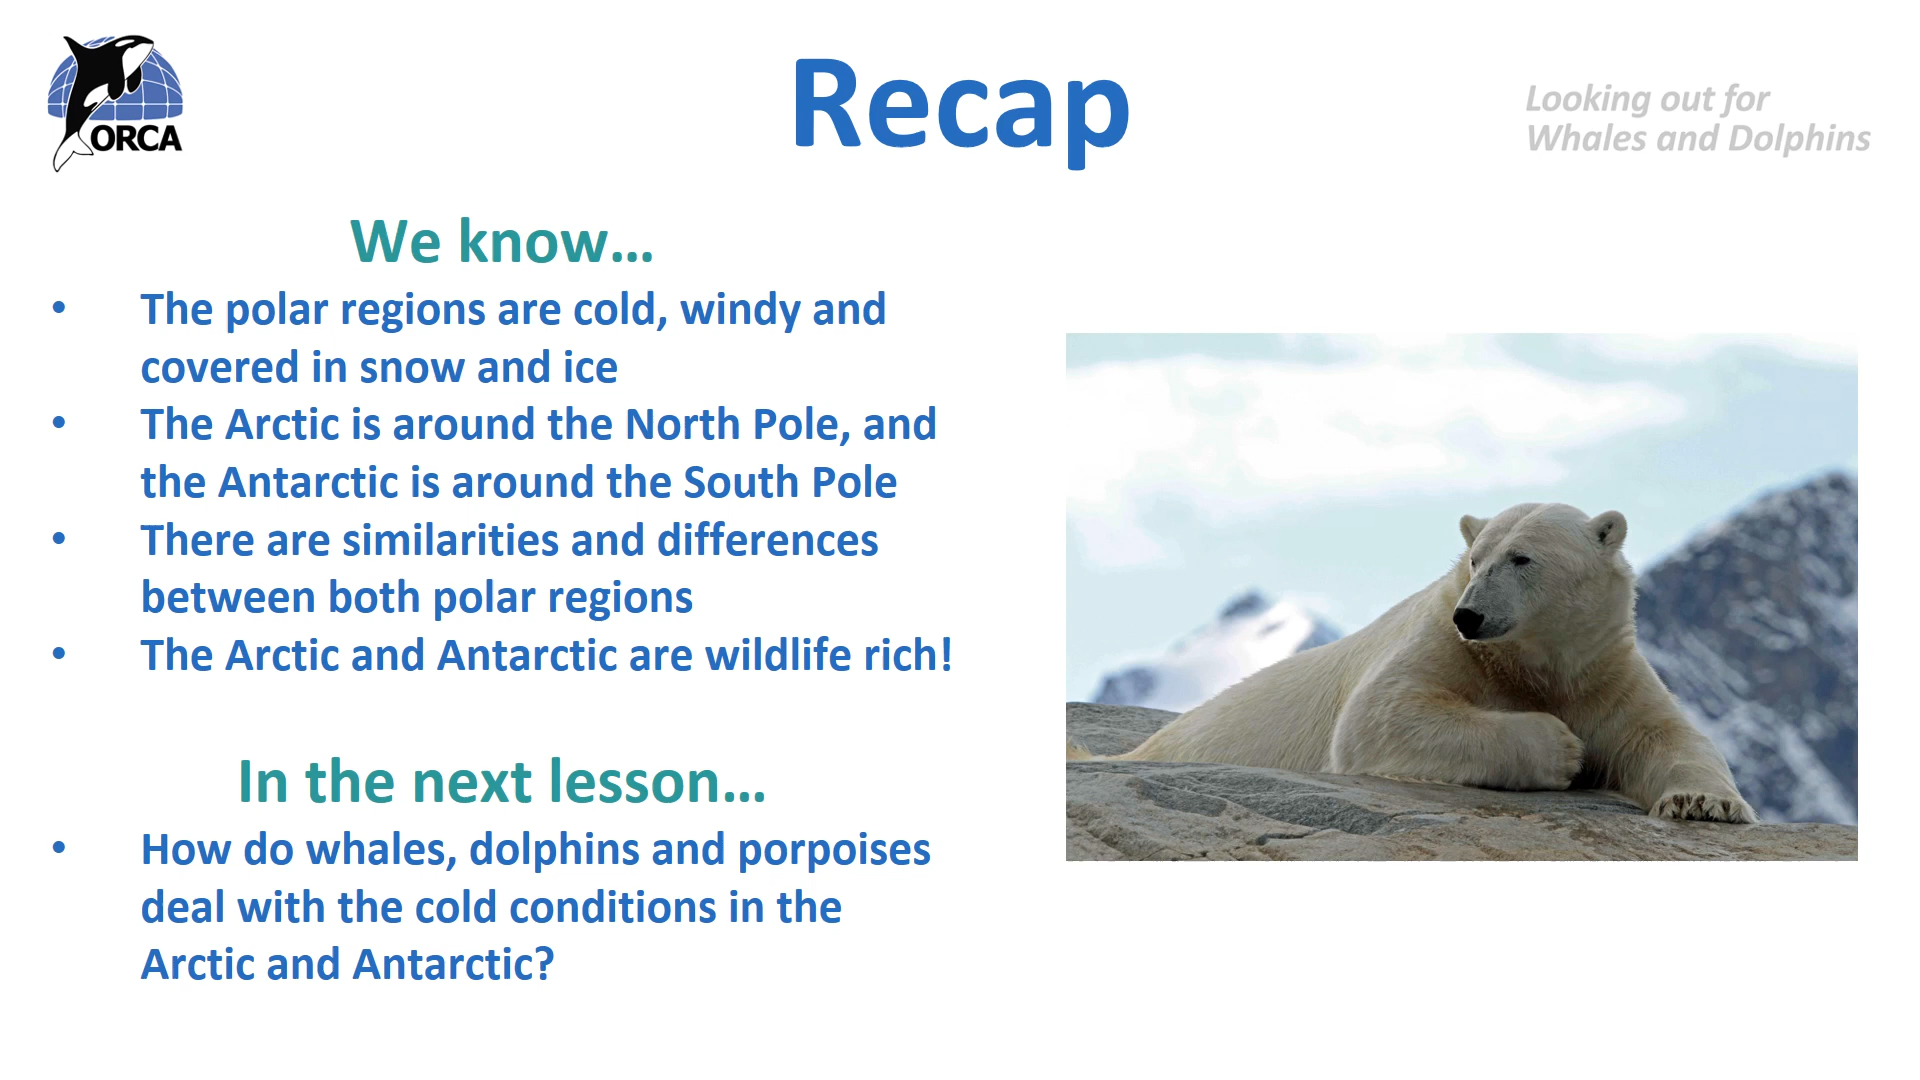 ORCA
Recap
Looking out for
Whales and Dolphins
We know...
• The polar regions are cold, windy and
covered in snow and ice
• The Arctic is around the North Pole, and
the Antarctic is around the South Pole
• There are similarities and differences
between both polar regions
• The Arctic and Antarctic are wildlife rich!
In the next lesson...
• How do whales, dolphins and porpoises
deal with the cold conditions in the
Arctic and Antarctic?